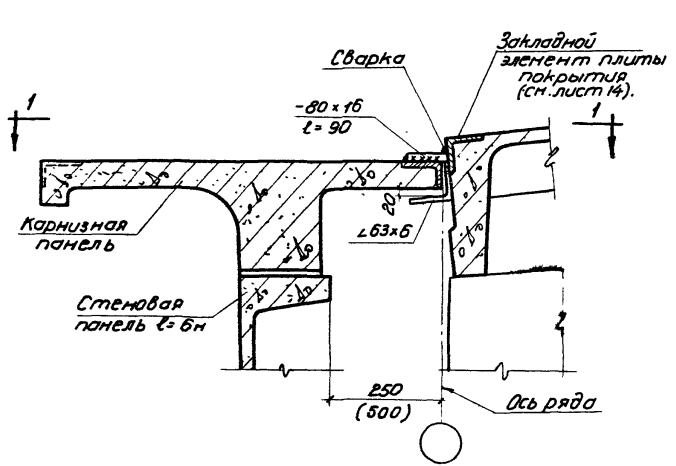 Сварка
Закладной
элемент плиты
покрытия
(см. лист 14).
1
1
-80×16
ℓ=90
Карнизная
панель
20
∟63×6
Стеновая
панель ℓ=6м
250
(500)
Ось ряда